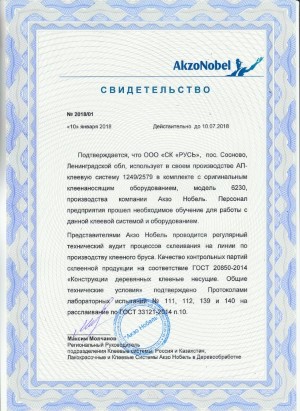 AkzoNobel
СВИДЕТЕЛЬСТВО
№ 2018/01
«10» января 2018 Действительно до 10.07.2018
Подтверждается, что ООО «СК «РУСЬ», пос. Сосново,
Ленинградской обл, использует в своем производстве АП-
клеевую систему 1249/2579 в комплекте с оригинальным
клеенаносящим оборудованием, модель 6230,
производства компании Акзо Нобель. Персонал
предприятия прошел необходимое обучение для работы с
данной клеевой системой и оборудованием.
Представителями Акзо Нобель проводится регулярный
технический аудит процессов склеивания на линии по
производству клееного бруса. Качество контрольных партий
склеенной продукции на соответствие ГОСТ 20850-2014
«Конструкции деревянных клееные несущие. Общие
технические условия» подтверждено Протоколами
лабораторных испытаний № 111, 112, 139 и 140 на
расслаивание по ГОСТ 33121-2014 п.10.
Максим Молчанов
Региональный Руководитель
подразделения Клеевые системы, Россия и Казахстан,
Лакокрасочные и Клеевые Системы Акзо Нобель в Деревообработке
Акзо Нобель